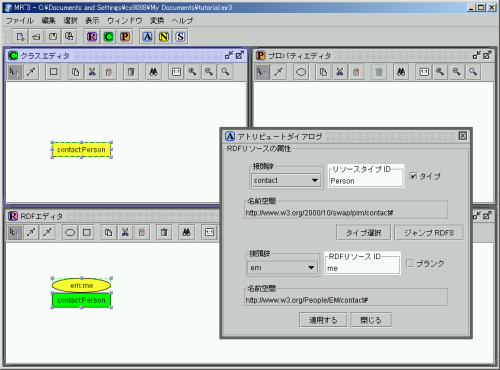 MR^3 - C:¥Documents and Settings¥cs9088¥My Documents¥tutorial.mr3
ファイル 編集 選択 表示 ウィンドウ 変換 ヘルプ
R C P A N S
C クラスエディタ
P プロパティエディタ
1:1
1:1
contact:Person
A アトリビュートダイアログ
RDFリソースの属性
接頭辞
contact
リソースタイプ ID
Person
タイプ
名前空間
http://www.w3.org/2000/10/swap/pim/contact#
タイプ選択 ジャンプ RDFS
接頭辞
em
RDFリソース ID
me
ブランク
名前空間
http://www.w3.org/People/EM/contact#
適用する 閉じる
R RDFエディタ
1:1
em:me
contact:Person